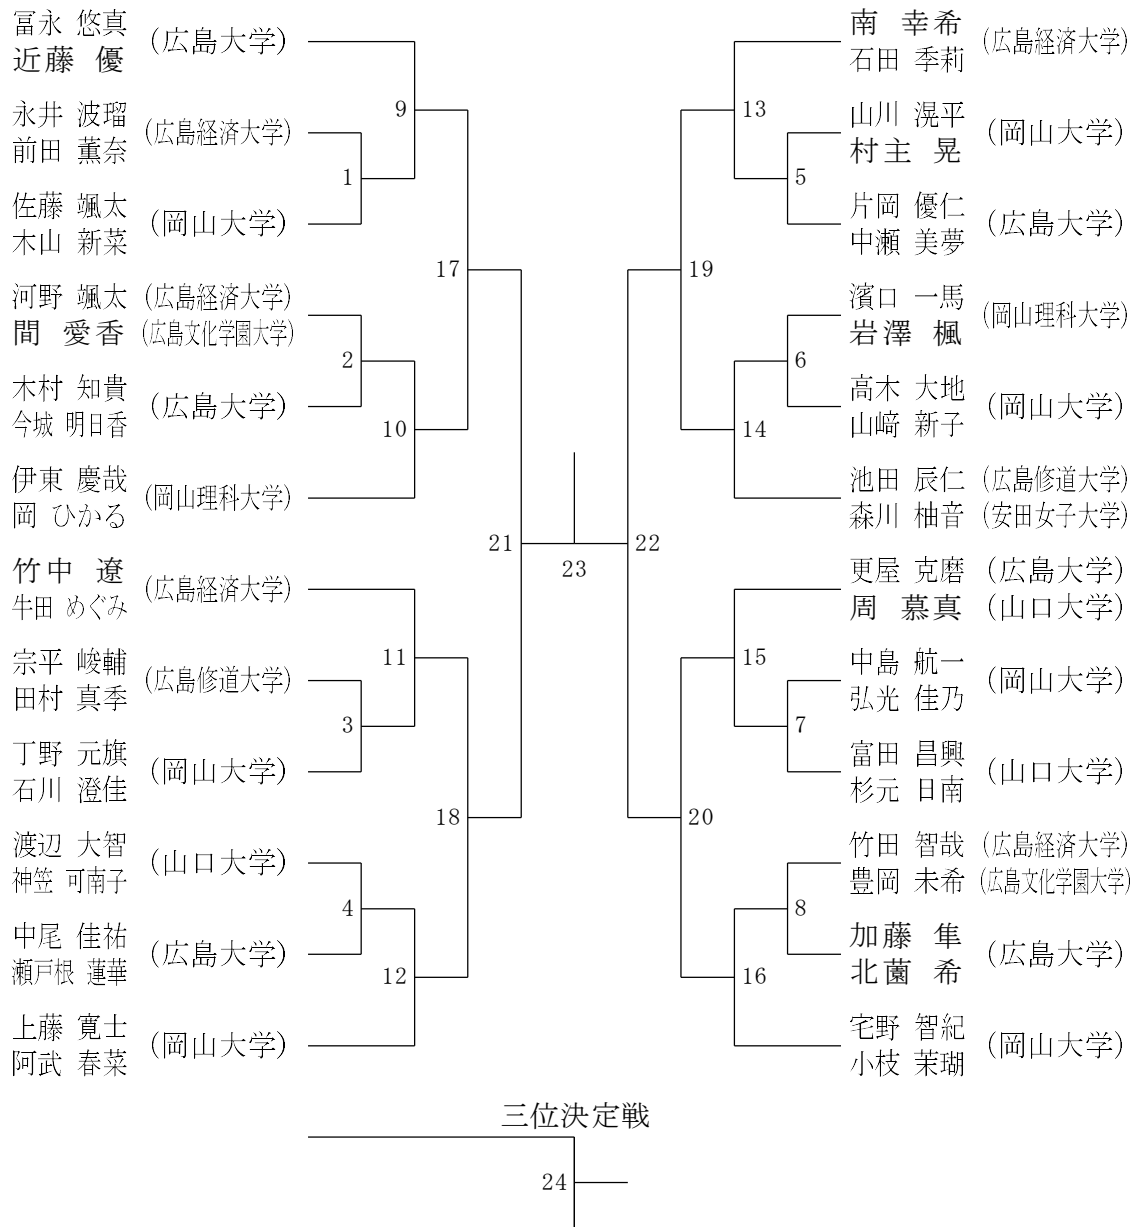 冨永 悠真 (広島大学)
近藤 優
永井 波瑠 (広島経済大学)
前田 薫奈
佐藤 颯太 (岡山大学)
木山 新菜
河野 颯太 (広島経済大学)
間 愛香 (広島文化学園大学)
木村 知貴 (広島大学)
今城 明日香
伊東 慶哉 (岡山理科大学)
岡 ひかる
竹中 遼 (広島経済大学)
牛田 めぐみ
宗平 峻輔 (広島修道大学)
田村 真季
丁野 元旗 (岡山大学)
石川 澄佳
渡辺 大智 (山口大学)
神笠 可南子
中尾 佳祐 (広島大学)
瀬戸根 蓮華
上藤 寛士 (岡山大学)
阿武 春菜
9
1
17
2
10
21
11
3
18
4
12
23
13
5
19
6
14
22
15
7
20
8
16
南 幸希 (広島経済大学)
石田 季莉
山川 滉平 (岡山大学)
村主 晃
片岡 優仁 (広島大学)
中瀬 美夢
濱口 一馬 (岡山理科大学)
岩澤 楓
高木 大地 (岡山大学)
山﨑 新子
池田 辰仁 (広島修道大学)
森川 柚音 (安田女子大学)
更屋 克磨 (広島大学)
周 慕真 (山口大学)
中島 航一 (岡山大学)
弘光 佳乃
富田 昌興 (山口大学)
杉元 日南
竹田 智哉 (広島経済大学)
豊岡 未希 (広島文化学園大学)
加藤 隼 (広島大学)
北薗 希
宅野 智紀 (岡山大学)
小枝 茉瑚
三位決定戦
24